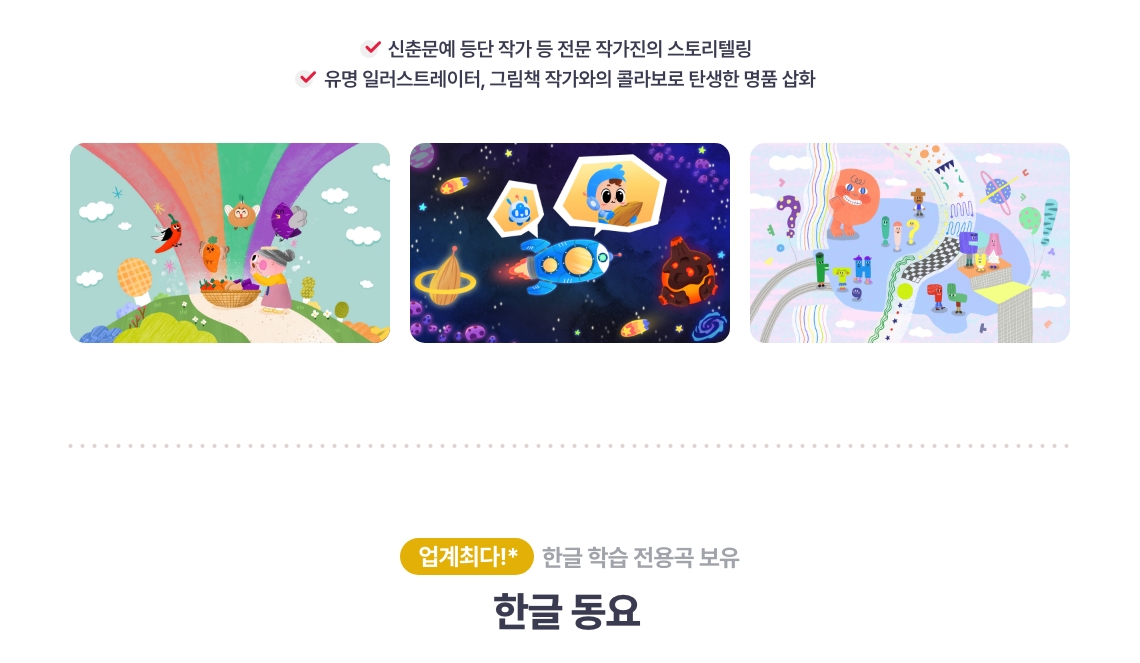 신춘문예 등단 작가 등 전문 작가진의 스토리텔링
유명 일러스트레이터, 그림책 작가와의 콜라보로 탄생한 명품 삽화
업계최다!* 한글 학습 전용곡 보유
한글 동요